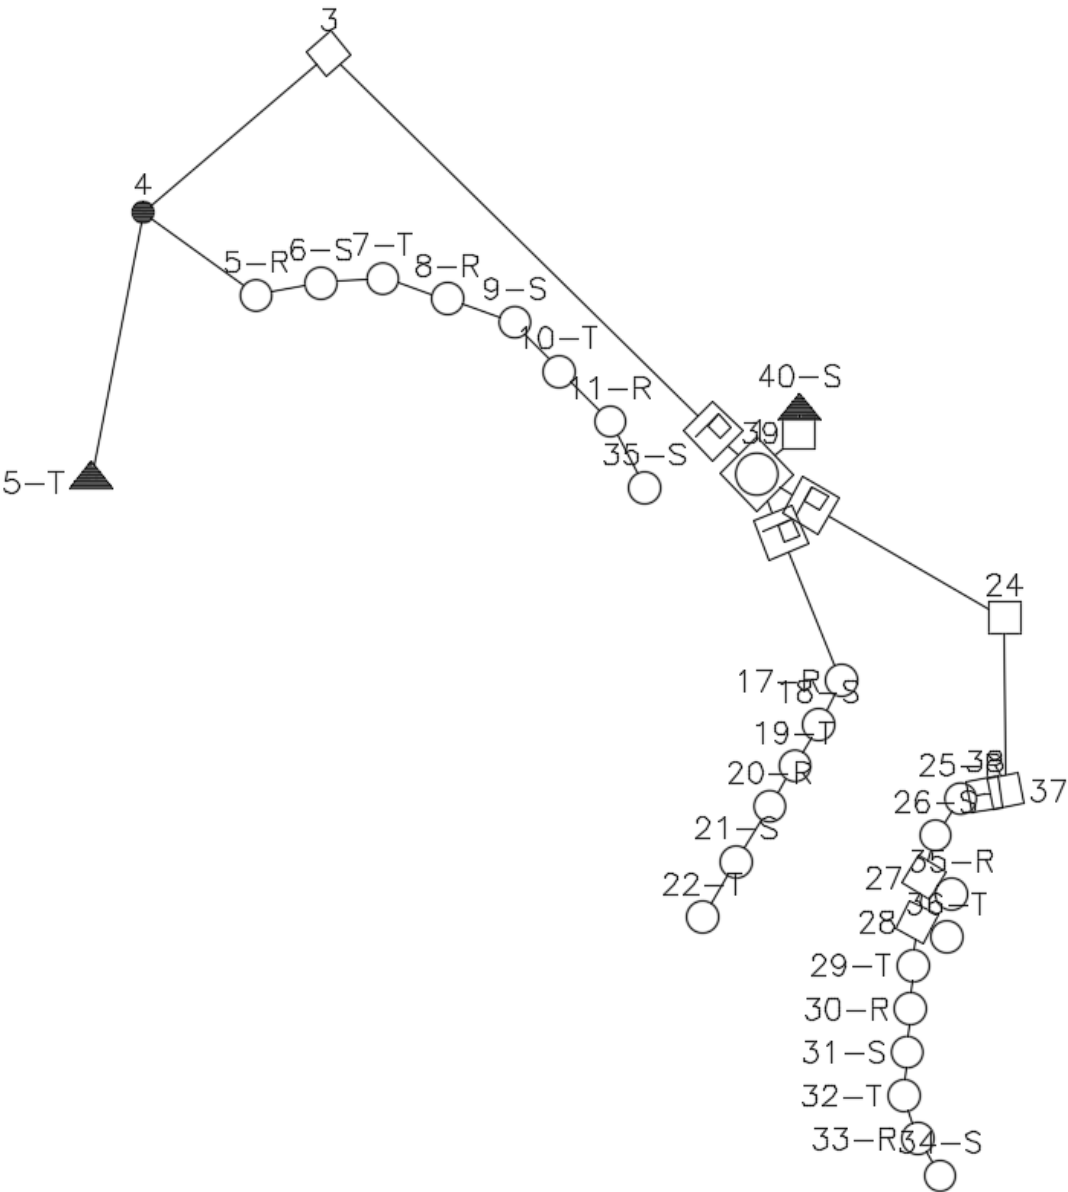 3
4
5-R
6-S
7-T
8-R
9-S
10-T
40-S
11-R
39
35-S
5-T
24
17-R
18-S
19-T
25-R
38
20-R
37
26-S
21-S
35-R
27
22-T
36-T
28
29-T
30-R
31-S
32-T
33-R
34-S